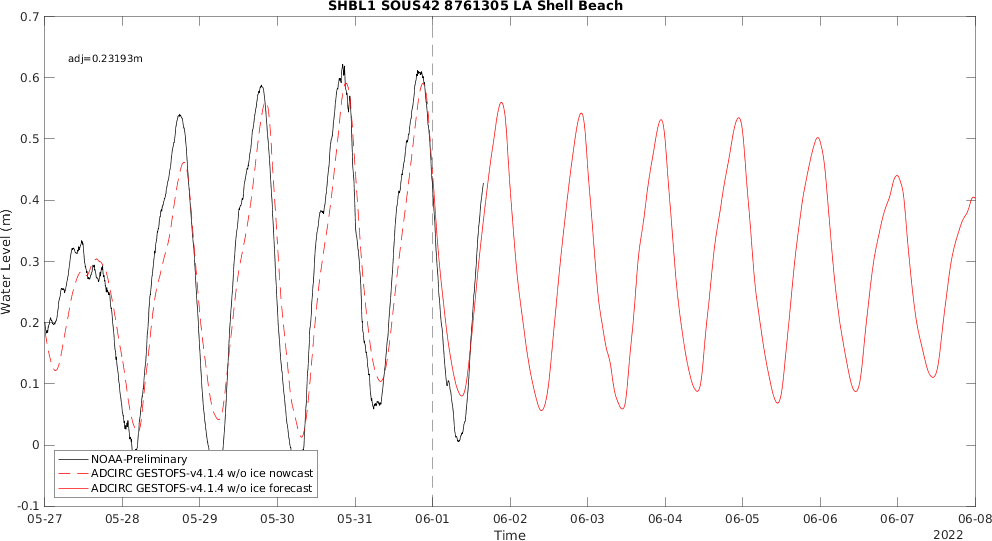 SHBL1 SOUS42 8761305 LA Shell Beach
adj=0.23193m
Water Level (m)
0.7
0.6
0.5
0.4
0.3
0.2
0.1
0
-0.1
NOAA-Preliminary
ADCIRC GESTOFS-v4.1.4 w/o ice nowcast
ADCIRC GESTOFS-v4.1.4 w/o ice forecast
05-27 05-28 05-29 05-30 05-31 06-01 06-02 06-03 06-04 06-05 06-06 06-07 06-08
Time
2022